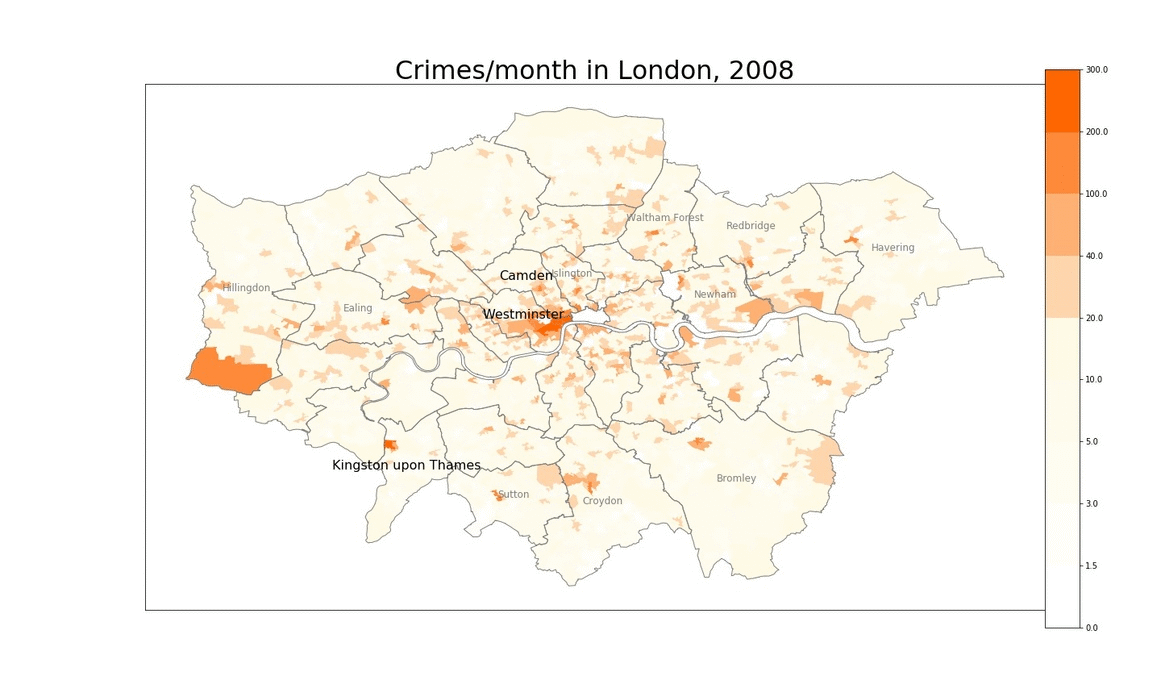 Crimes/month in London, 2008
300.0
200.0
100.0
40.0
20.0
10.0
5.0
3.0
1.5
0.0
Waltham Forest
Redbridge
Havering
Camden
Islington
Hillingdon
Newham
Ealing
Westminster
Kingston upon Thames
Bromley
Sutton
Croydon